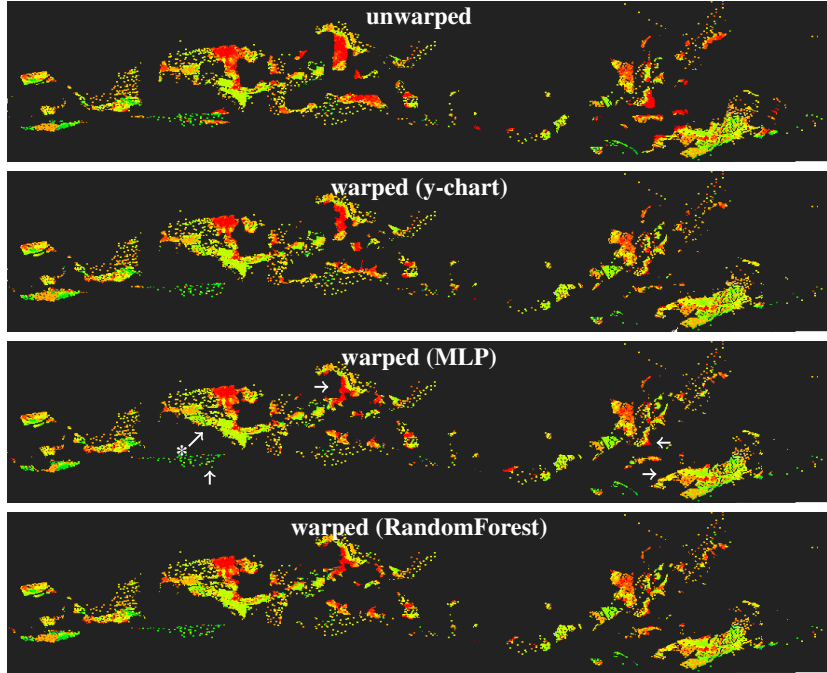 unwarped
warped (y-chart)
warped (MLP)
*
warped (RandomForest)